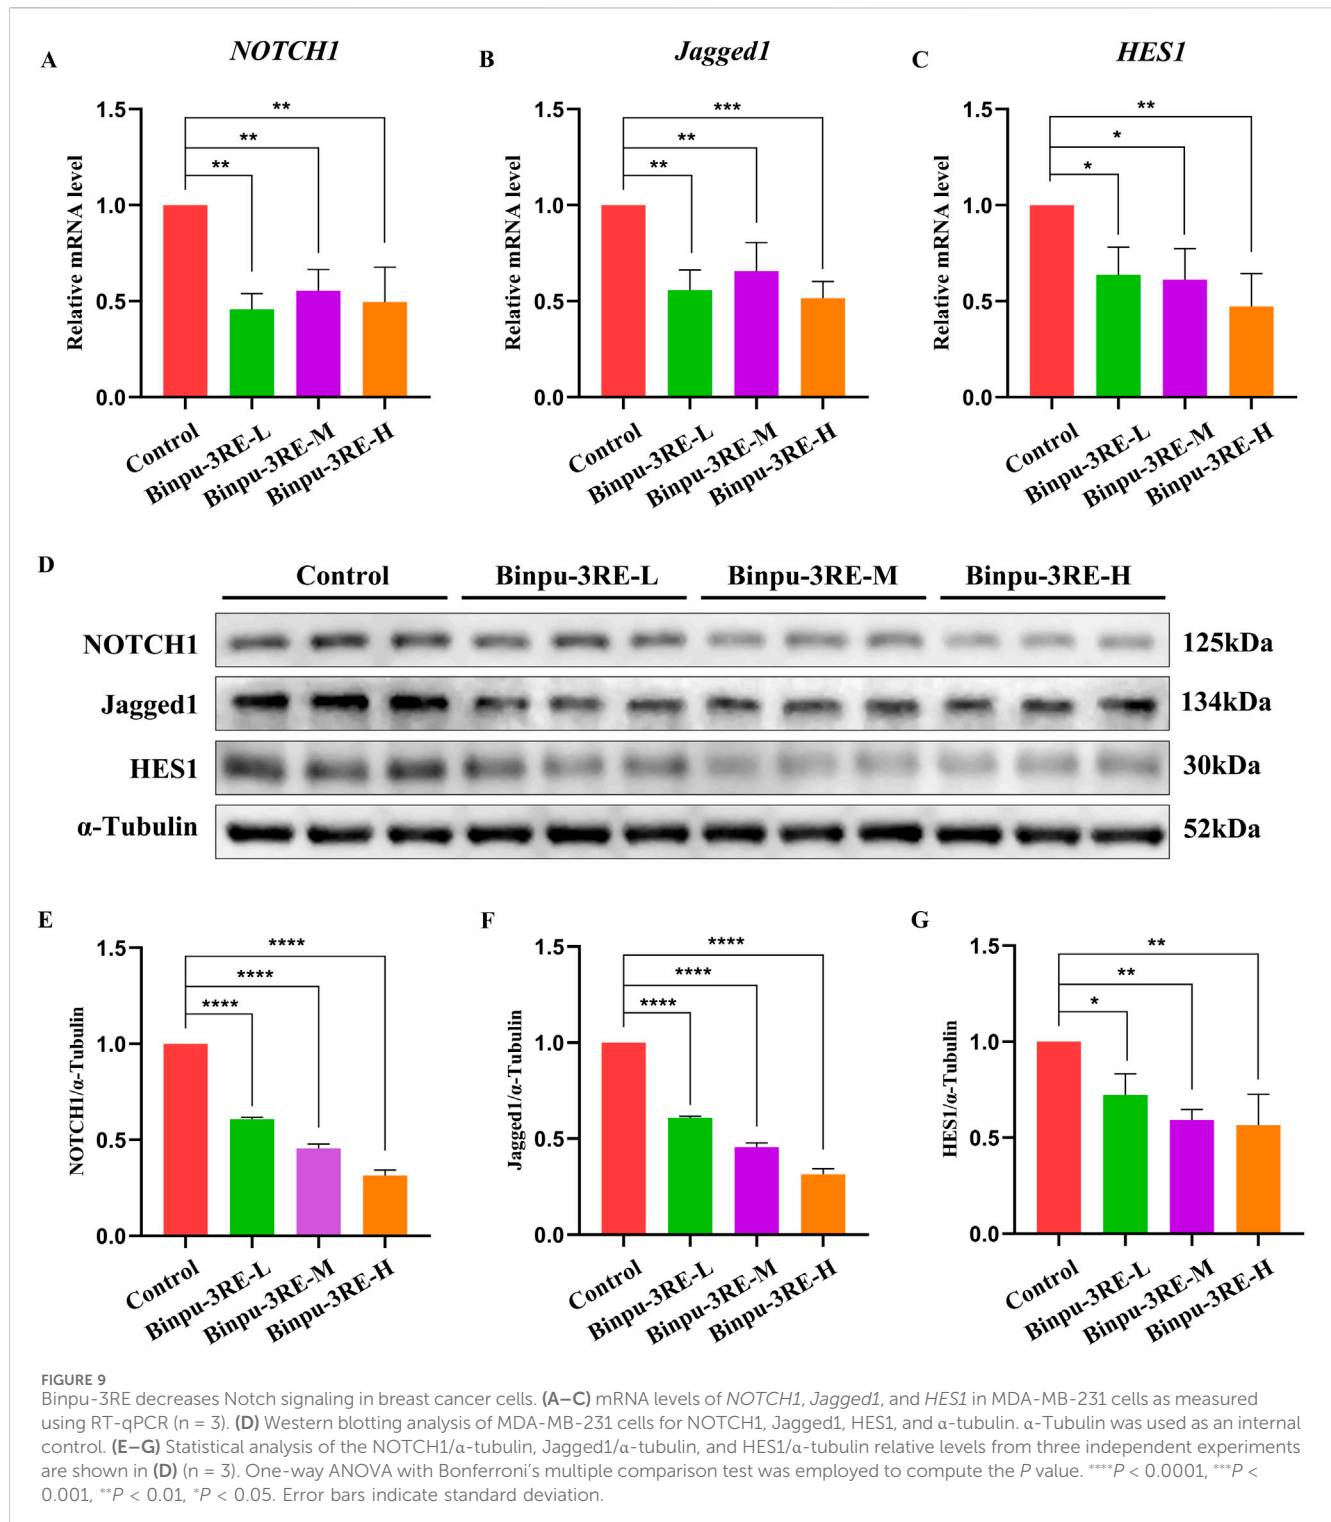 A
NOTCH1
B
Jagged1
C
HES1
Relative mRNA level
1.5
1.0
0.5
0.0
**
**
**
Control
Binpu-3RE-L
Binpu-3RE-M
Binpu-3RE-H
Relative mRNA level
1.5
1.0
0.5
0.0
***
**
**
Control
Binpu-3RE-L
Binpu-3RE-M
Binpu-3RE-H
Relative mRNA level
1.5
1.0
0.5
0.0
**
*
*
Control
Binpu-3RE-L
Binpu-3RE-M
Binpu-3RE-H
D
Control Binpu-3RE-L Binpu-3RE-M Binpu-3RE-H
NOTCH1 125kDa
Jagged1 134kDa
HES1 30kDa
α-Tubulin 52kDa
E
NOTCH1/α-Tubulin
1.5
1.0
0.5
0.0
****
****
****
Control
Binpu-3RE-L
Binpu-3RE-M
Binpu-3RE-H
F
Jagged1/α-Tubulin
1.5
1.0
0.5
0.0
****
****
****
Control
Binpu-3RE-L
Binpu-3RE-M
Binpu-3RE-H
G
HES1/α-Tubulin
1.5
1.0
0.5
0.0
**
**
*
Control
Binpu-3RE-L
Binpu-3RE-M
Binpu-3RE-H
FIGURE 9
Binpu-3RE decreases Notch signaling in breast cancer cells. (A–C) mRNA levels of NOTCH1, Jagged1, and HES1 in MDA-MB-231 cells as measured
using RT-qPCR (n = 3). (D) Western blotting analysis of MDA-MB-231 cells for NOTCH1, Jagged1, HES1, and α-tubulin. α-Tubulin was used as an internal
control. (E–G) Statistical analysis of the NOTCH1/α-tubulin, Jagged1/α-tubulin, and HES1/α-tubulin relative levels from three independent experiments
are shown in (D) (n = 3). One-way ANOVA with Bonferroni's multiple comparison test was employed to compute the P value. ****P < 0.0001, ***P <
0.001, **P < 0.01, *P < 0.05. Error bars indicate standard deviation.